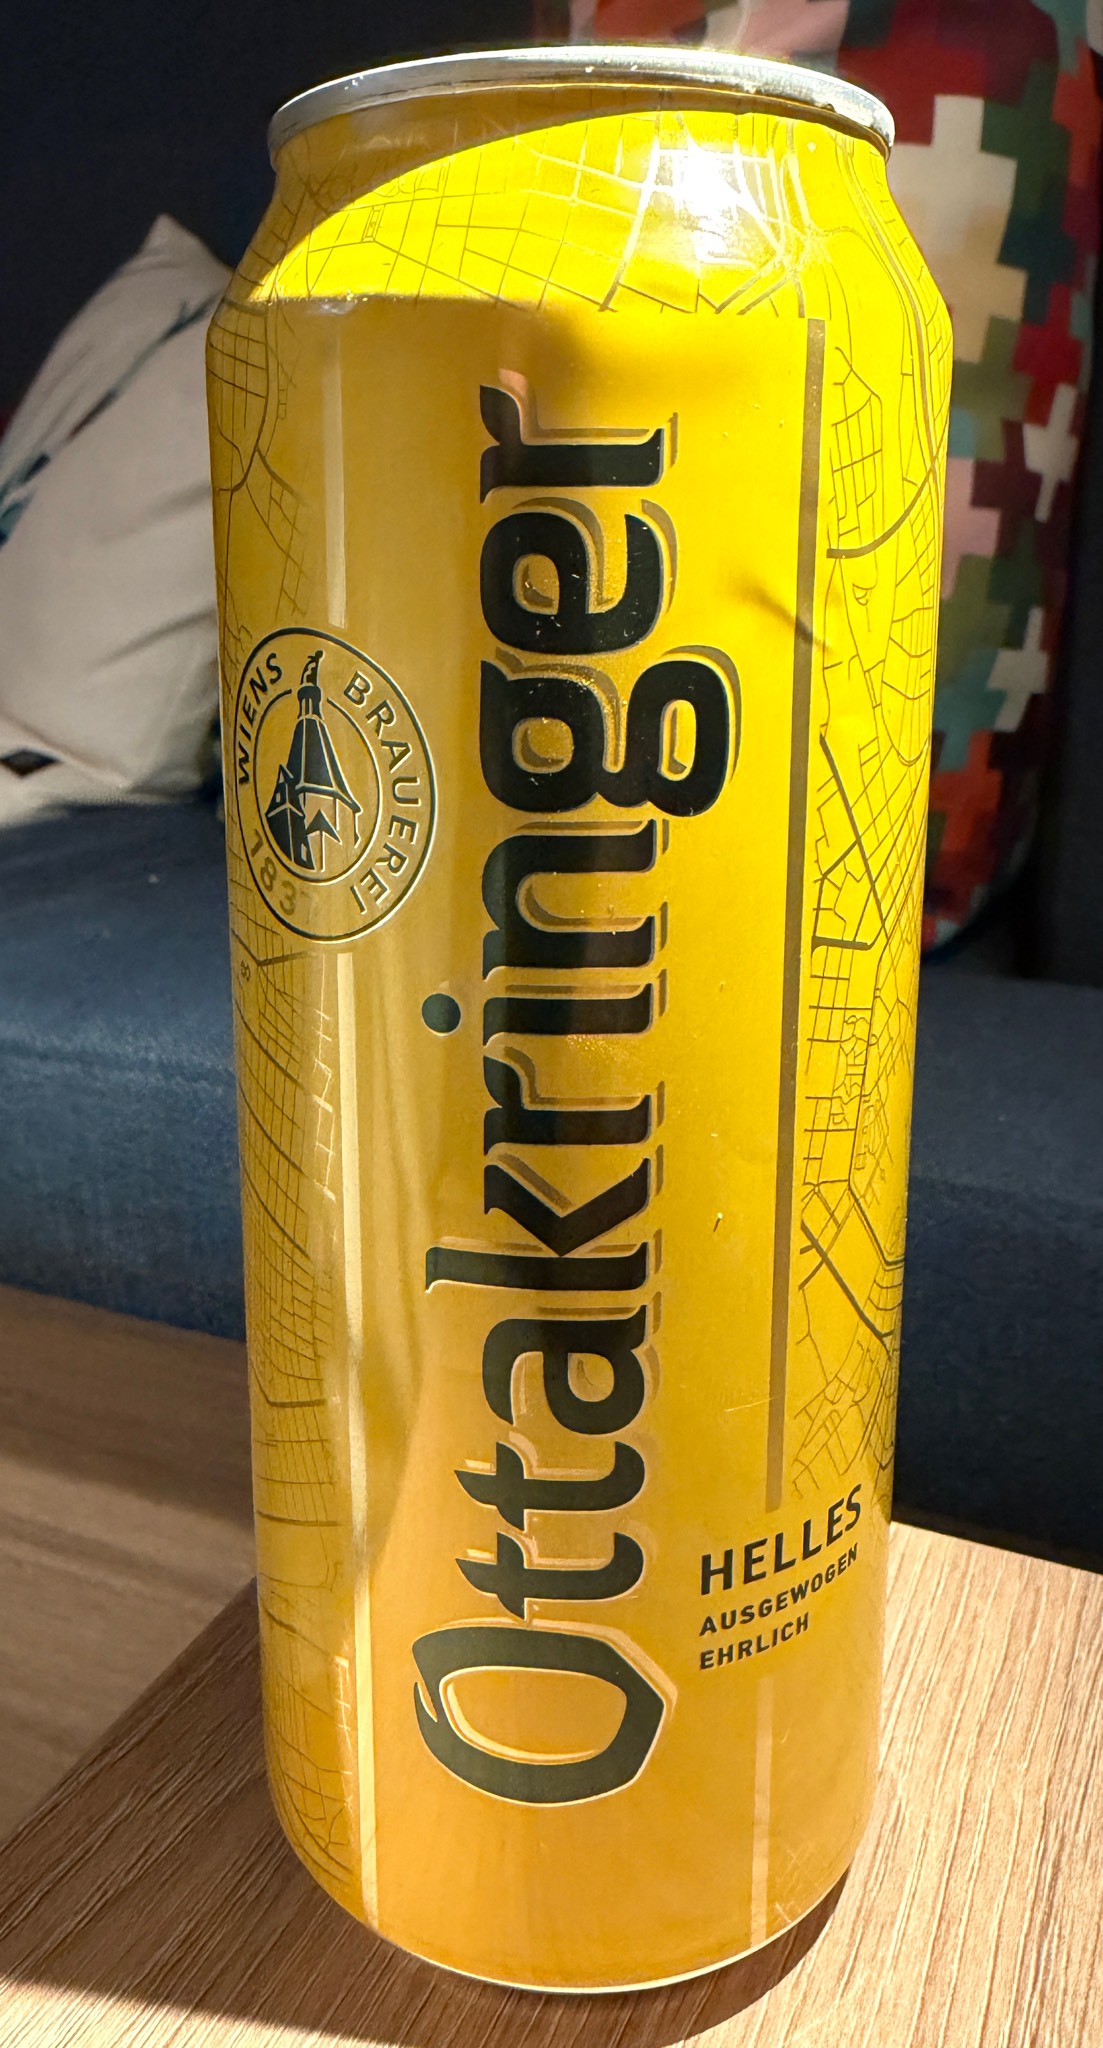 WIENS BRAUEREI
1837
Ottakringer
HELLES
AUSGEWOGEN
EHRLICH